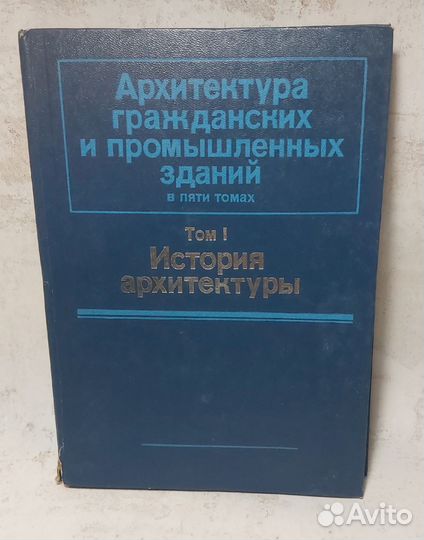 Архитектура
гражданских
и промышленных
зданий
в пяти томах
Том I
История
архитектуры
Avito